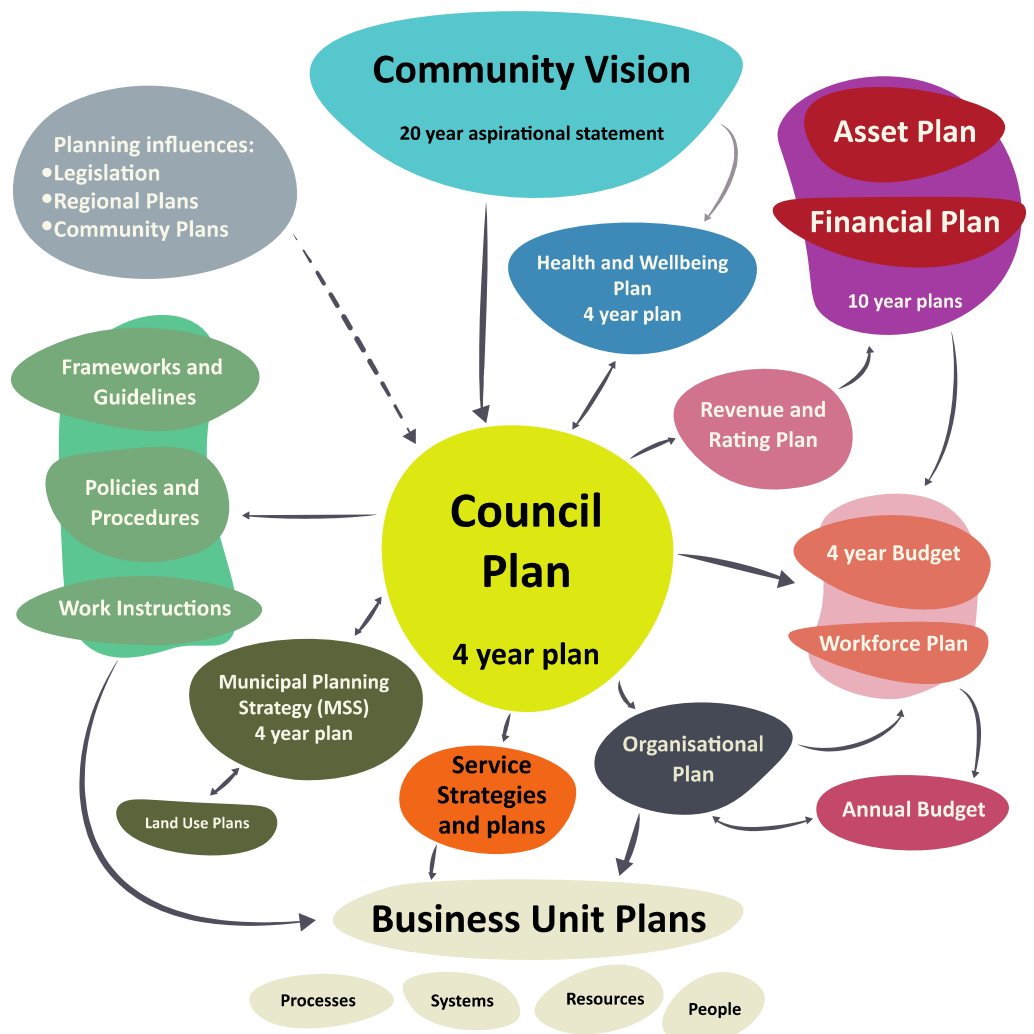 Community Vision
20 year aspirational statement
Planning influences:
•Legislation
•Regional Plans
•Community Plans
Asset Plan
Financial Plan
10 year plans
Health and Wellbeing
Plan
4 year plan
Frameworks and
Guidelines
Policies and
Procedures
Work Instructions
Revenue and
Rating Plan
Council
Plan
4 year plan
4 year Budget
Workforce Plan
Municipal Planning
Strategy (MSS)
4 year plan
Land Use Plans
Service
Strategies
and plans
Organisational
Plan
Annual Budget
Business Unit Plans
Processes
Systems
Resources
People